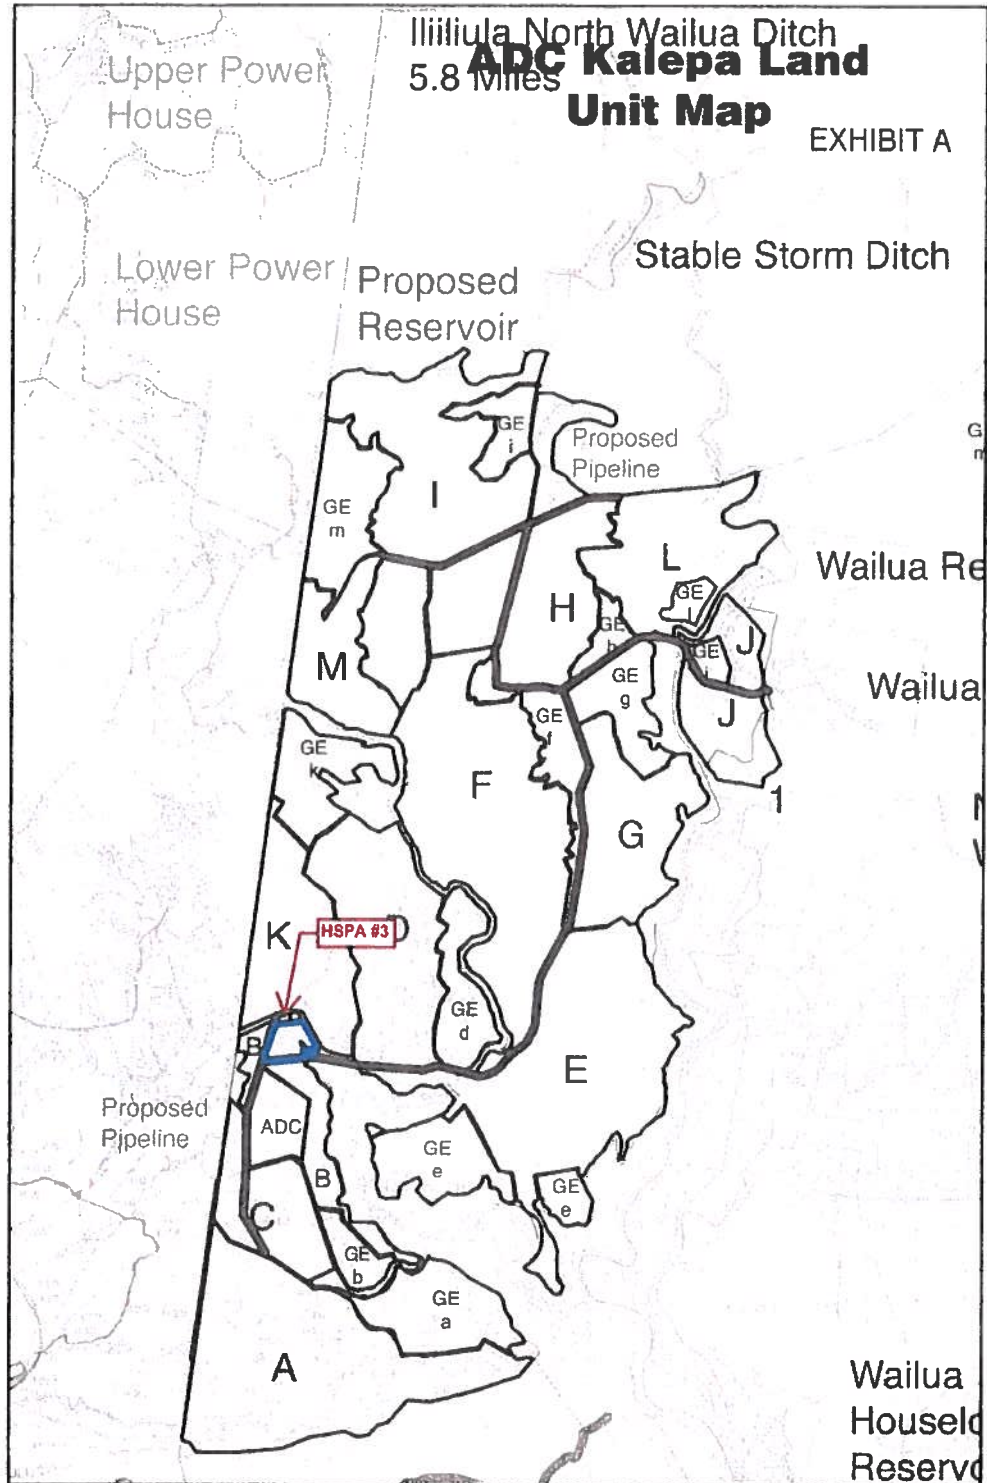 Iliiliula North Wailua Ditch
5.8 Miles
ADC Kalepa Land
Unit Map
EXHIBIT A
Upper Power
House
Stable Storm Ditch
Lower Power
House
Proposed
Reservoir
GE
i
Proposed
Pipeline
G
I
GE
m
L
Wailua Re
GE
H
GE
J
M
GE
GE
g
Wailua
J
GE
f
GE
k
F
1
G
K
HSPA #3
GE
d
B
E
Proposed
Pipeline
ADC
GE
e
B
GE
e
C
GE
b
GE
a
A
Wailua
Househ
Reservo